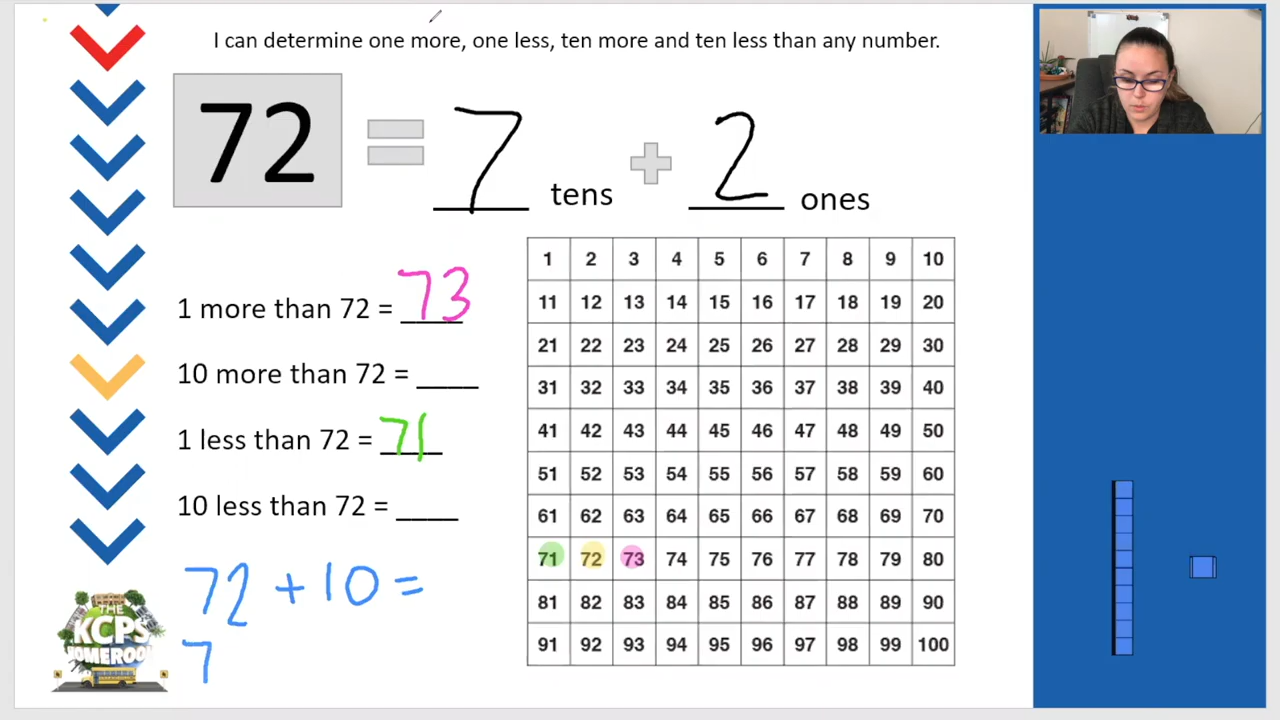 I can determine one more, one less, ten more and ten less than any number.
72 = 7 tens + 2 ones
1 more than 72 = 73
10 more than 72 = ____
1 less than 72 = 71
10 less than 72 = ____
72 + 10 =
7
THE
KCPS
HOMEROOM
1 2 3 4 5 6 7 8 9 10
11 12 13 14 15 16 17 18 19 20
21 22 23 24 25 26 27 28 29 30
31 32 33 34 35 36 37 38 39 40
41 42 43 44 45 46 47 48 49 50
51 52 53 54 55 56 57 58 59 60
61 62 63 64 65 66 67 68 69 70
71 72 73 74 75 76 77 78 79 80
81 82 83 84 85 86 87 88 89 90
91 92 93 94 95 96 97 98 99 100